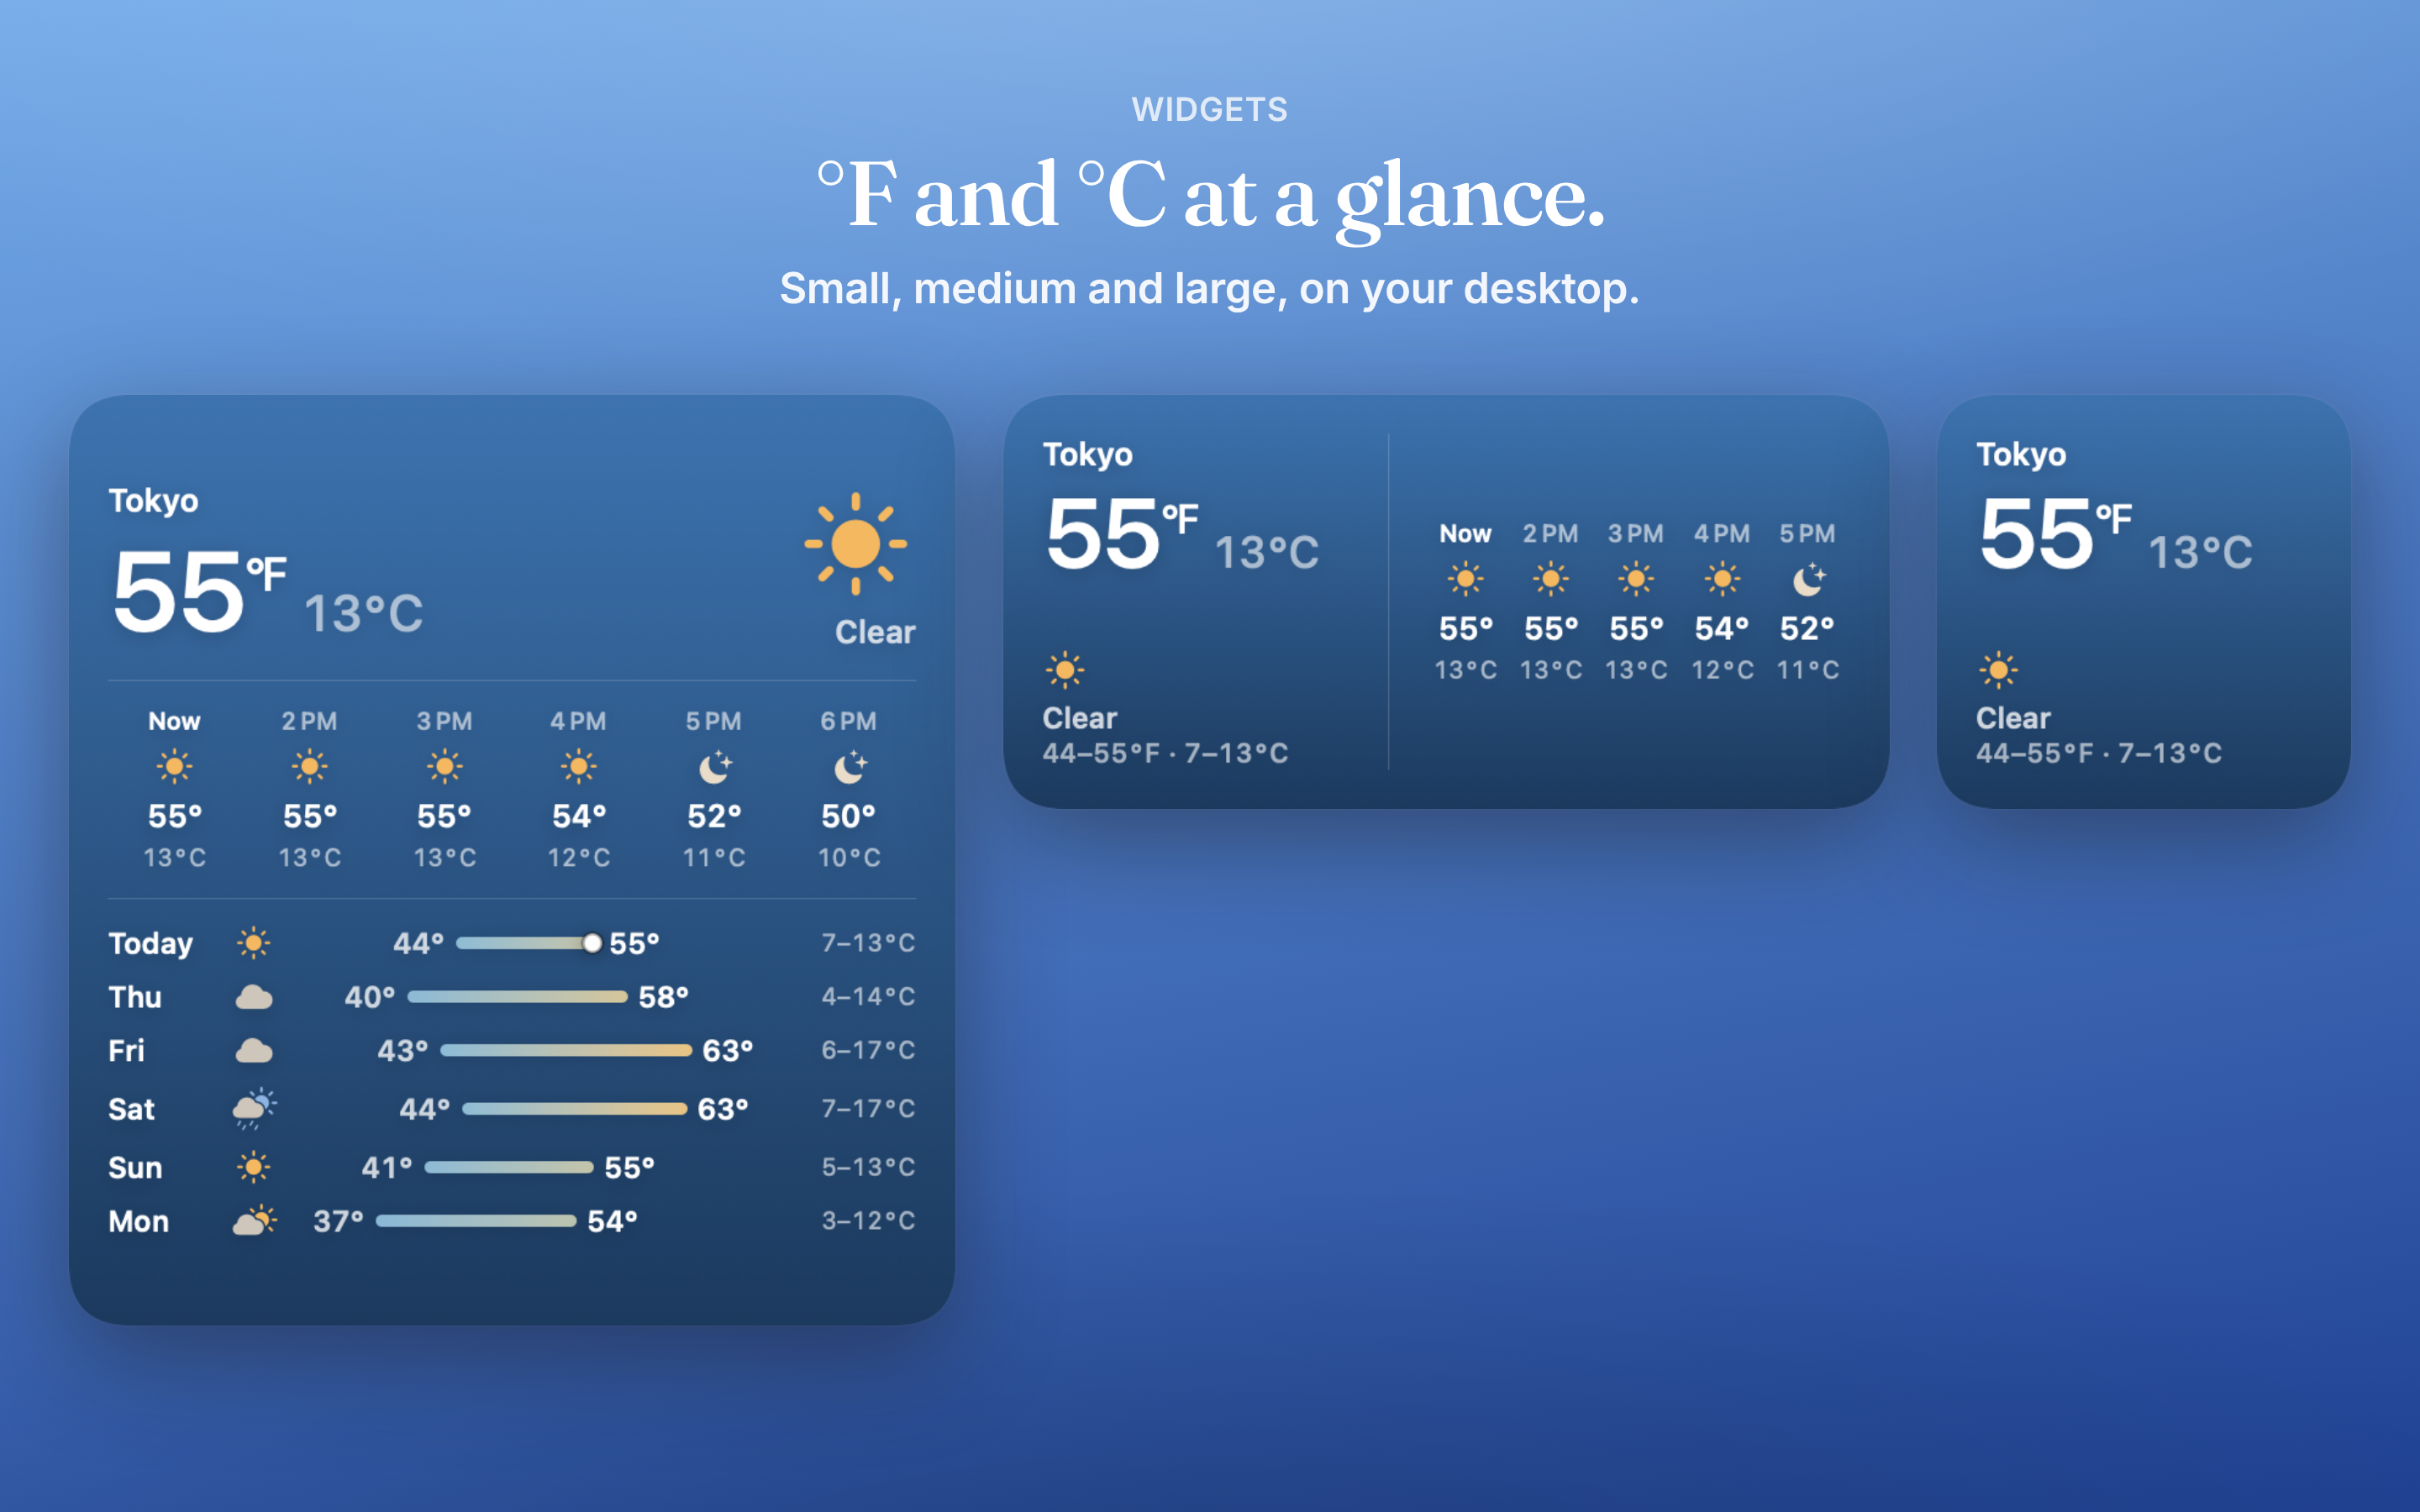 WIDGETS
°F and °C at a glance.
Small, medium and large, on your desktop.
Tokyo
55°F 13°C
Clear
Now 2 PM 3 PM 4 PM 5 PM 6 PM
55° 55° 55° 54° 52° 50°
13°C 13°C 13°C 12°C 11°C 10°C
Today 44° 55° 7–13°C
Thu 40° 58° 4–14°C
Fri 43° 63° 6–17°C
Sat 44° 63° 7–17°C
Sun 41° 55° 5–13°C
Mon 37° 54° 3–12°C
Tokyo
55°F 13°C
Clear
44–55°F · 7–13°C
Now 2 PM 3 PM 4 PM 5 PM
55° 55° 55° 54° 52°
13°C 13°C 13°C 12°C 11°C
Tokyo
55°F 13°C
Clear
44–55°F · 7–13°C